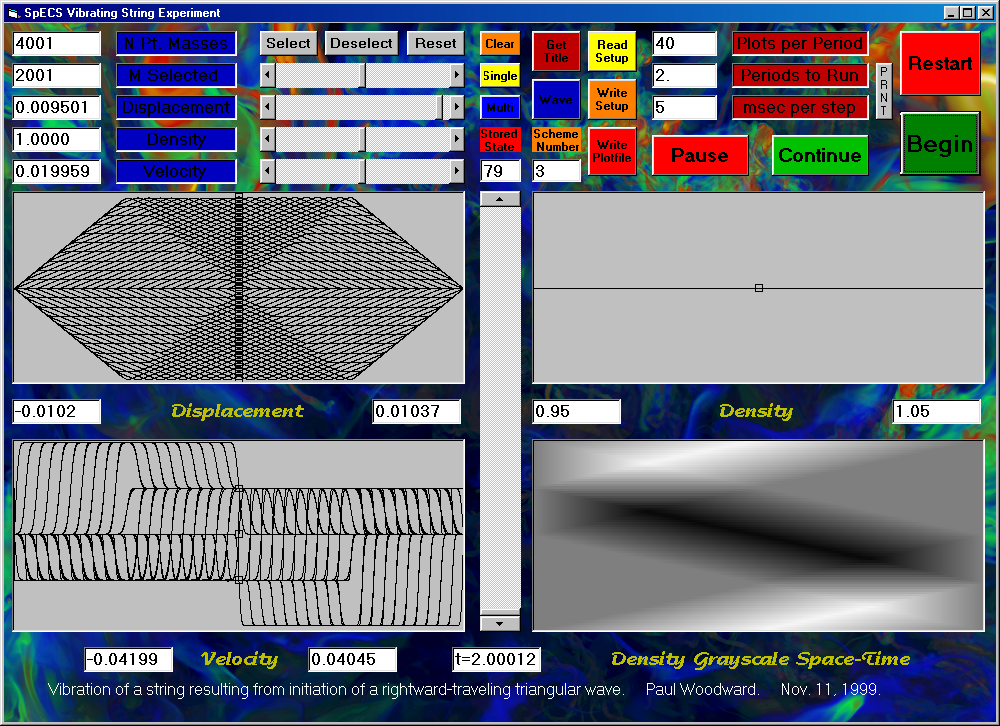 SpECS Vibrating String Experiment
4001 N Pt. Masses Select Deselect Reset Clear Get Title Read Setup 40 Plots per Period Restart
2001 M Selected Single 2. Periods to Run PRNT
0.009501 Displacement Multi Wave Write Setup 5 msec per step
1.0000 Density Stored State Scheme Number Write Plotfile Pause Continue Begin
0.019959 Velocity 79 3
-0.0102 Displacement 0.01037 0.95 Density 1.05
-0.04199 Velocity 0.04045 t=2.00012 Density Grayscale Space-Time
Vibration of a string resulting from initiation of a rightward-traveling triangular wave. Paul Woodward. Nov. 11, 1999.